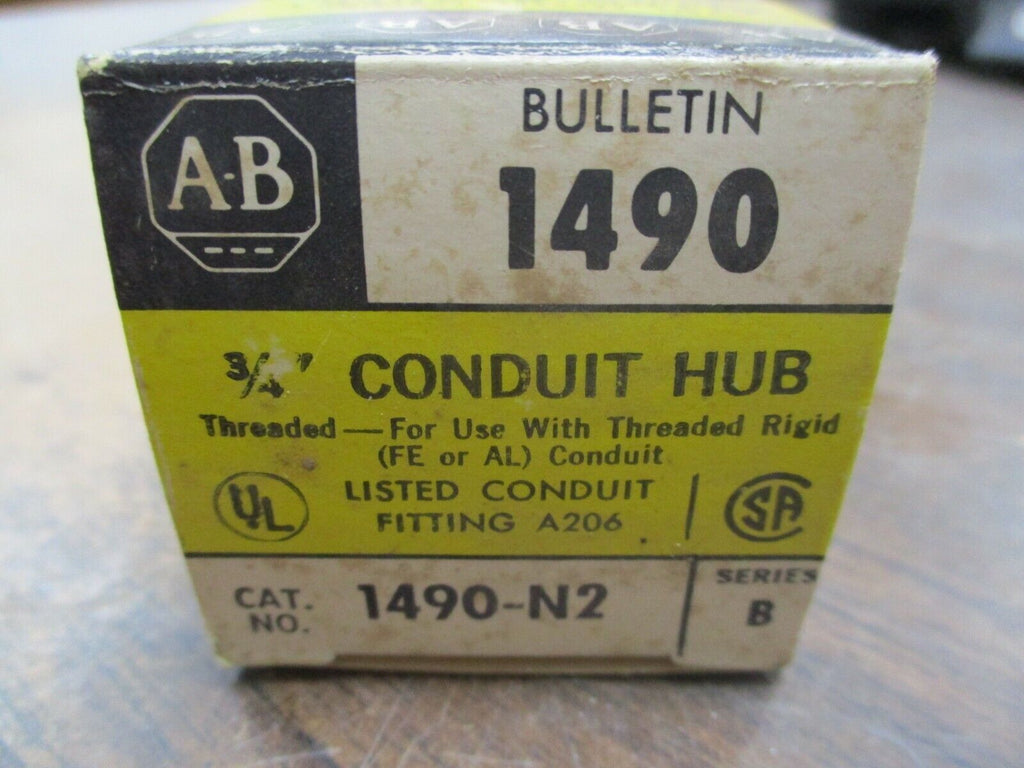 A-B
BULLETIN
1490
3/4" CONDUIT HUB
Threaded — For Use With Threaded Rigid
(FE or AL) Conduit
UL LISTED CONDUIT
FITTING A206
SA
CAT. NO. 1490-N2
SERIES
B